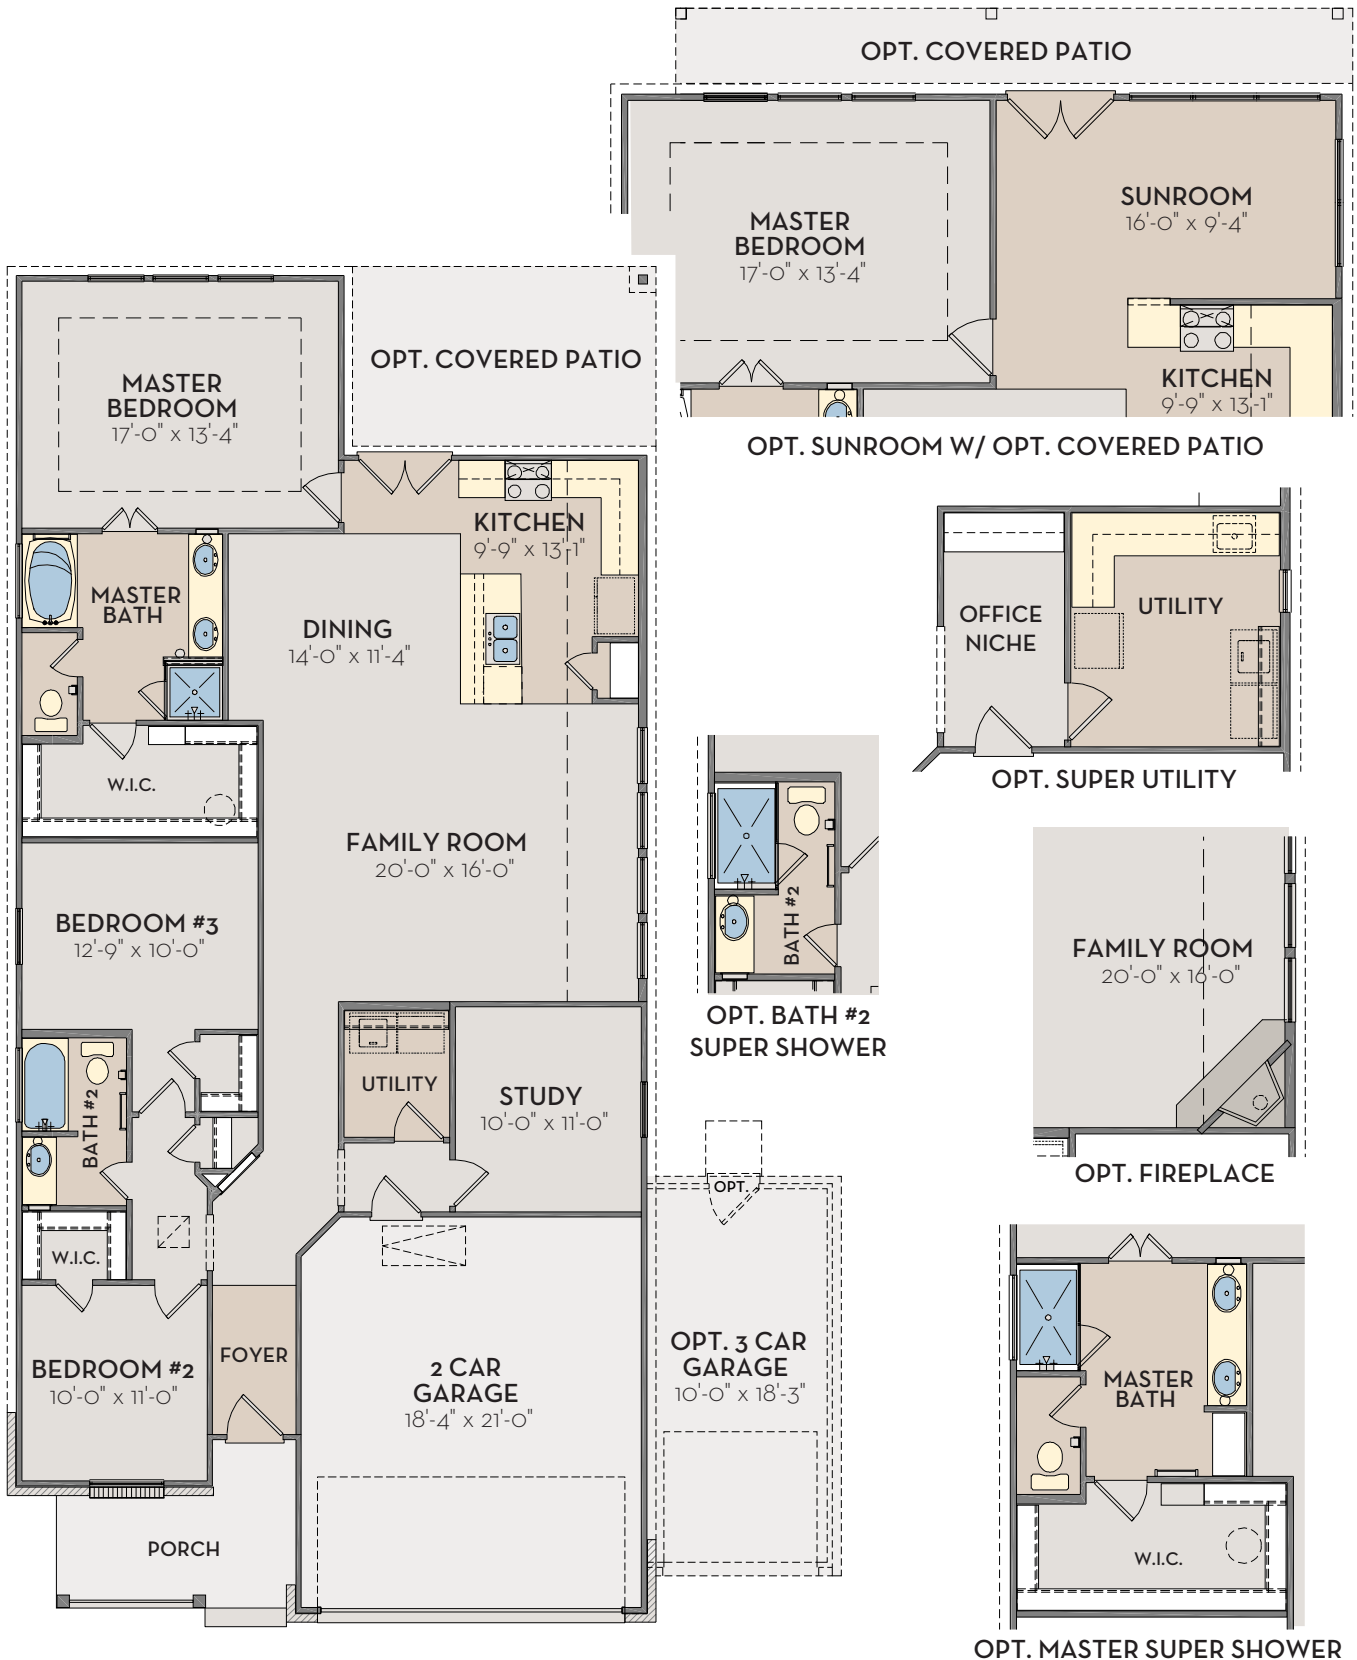 OPT. COVERED PATIO
SUNROOM
16'-0" x 9'-4"
MASTER
BEDROOM
17'-0" x 13'-4"
KITCHEN
9'-9" x 13'-1"
OPT. SUNROOM W/ OPT. COVERED PATIO
OPT. COVERED PATIO
MASTER
BEDROOM
17'-0" x 13'-4"
KITCHEN
9'-9" x 13'-1"
MASTER
BATH
DINING
14'-0" x 11'-4"
W.I.C.
FAMILY ROOM
20'-0" x 16'-0"
BEDROOM #3
12'-9" x 10'-0"
UTILITY
STUDY
10'-0" x 11'-0"
BATH #2
W.I.C.
BEDROOM #2
10'-0" x 11'-0"
FOYER
2 CAR
GARAGE
18'-4" x 21'-0"
OPT.
OPT. 3 CAR
GARAGE
10'-0" x 18'-3"
PORCH
OFFICE
NICHE
UTILITY
OPT. SUPER UTILITY
BATH #2
OPT. BATH #2
SUPER SHOWER
FAMILY ROOM
20'-0" x 16'-0"
OPT. FIREPLACE
MASTER
BATH
W.I.C.
OPT. MASTER SUPER SHOWER